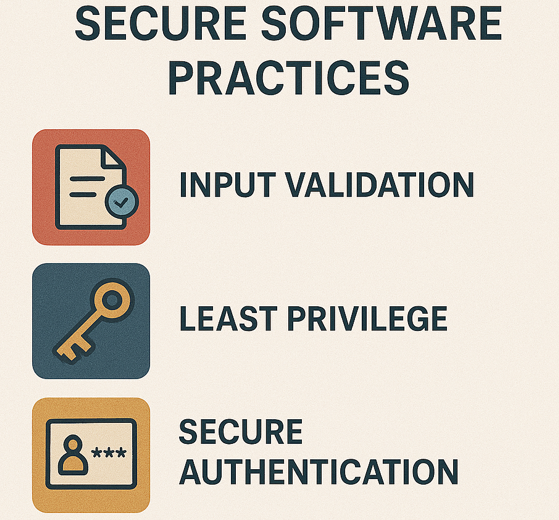 SECURE SOFTWARE
PRACTICES
INPUT VALIDATION
LEAST PRIVILEGE
***
SECURE
AUTHENTICATION